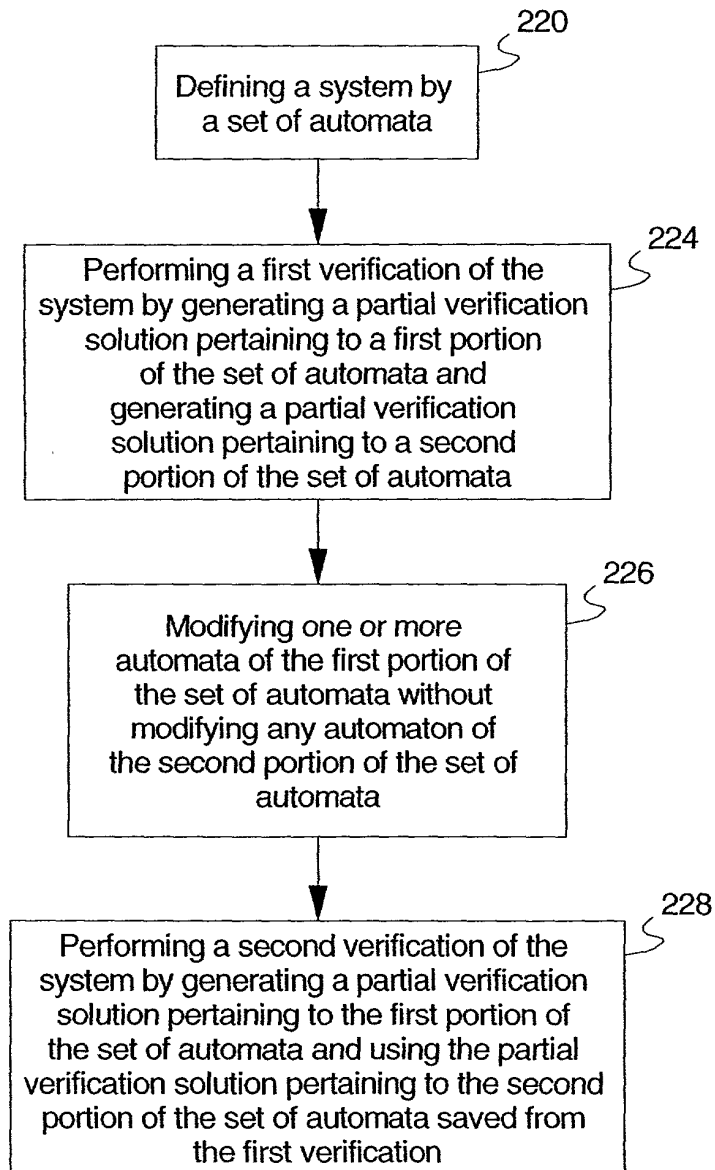 220
Defining a system by
a set of automata
224
Performing a first verification of the
system by generating a partial verification
solution pertaining to a first portion
of the set of automata and
generating a partial verification
solution pertaining to a second
portion of the set of automata
226
Modifying one or more
automata of the first portion of
the set of automata without
modifying any automaton of
the second portion of the set of
automata
228
Performing a second verification of the
system by generating a partial verification
solution pertaining to the first portion of
the set of automata and using the partial
verification solution pertaining to the second
portion of the set of automata saved from
the first verification